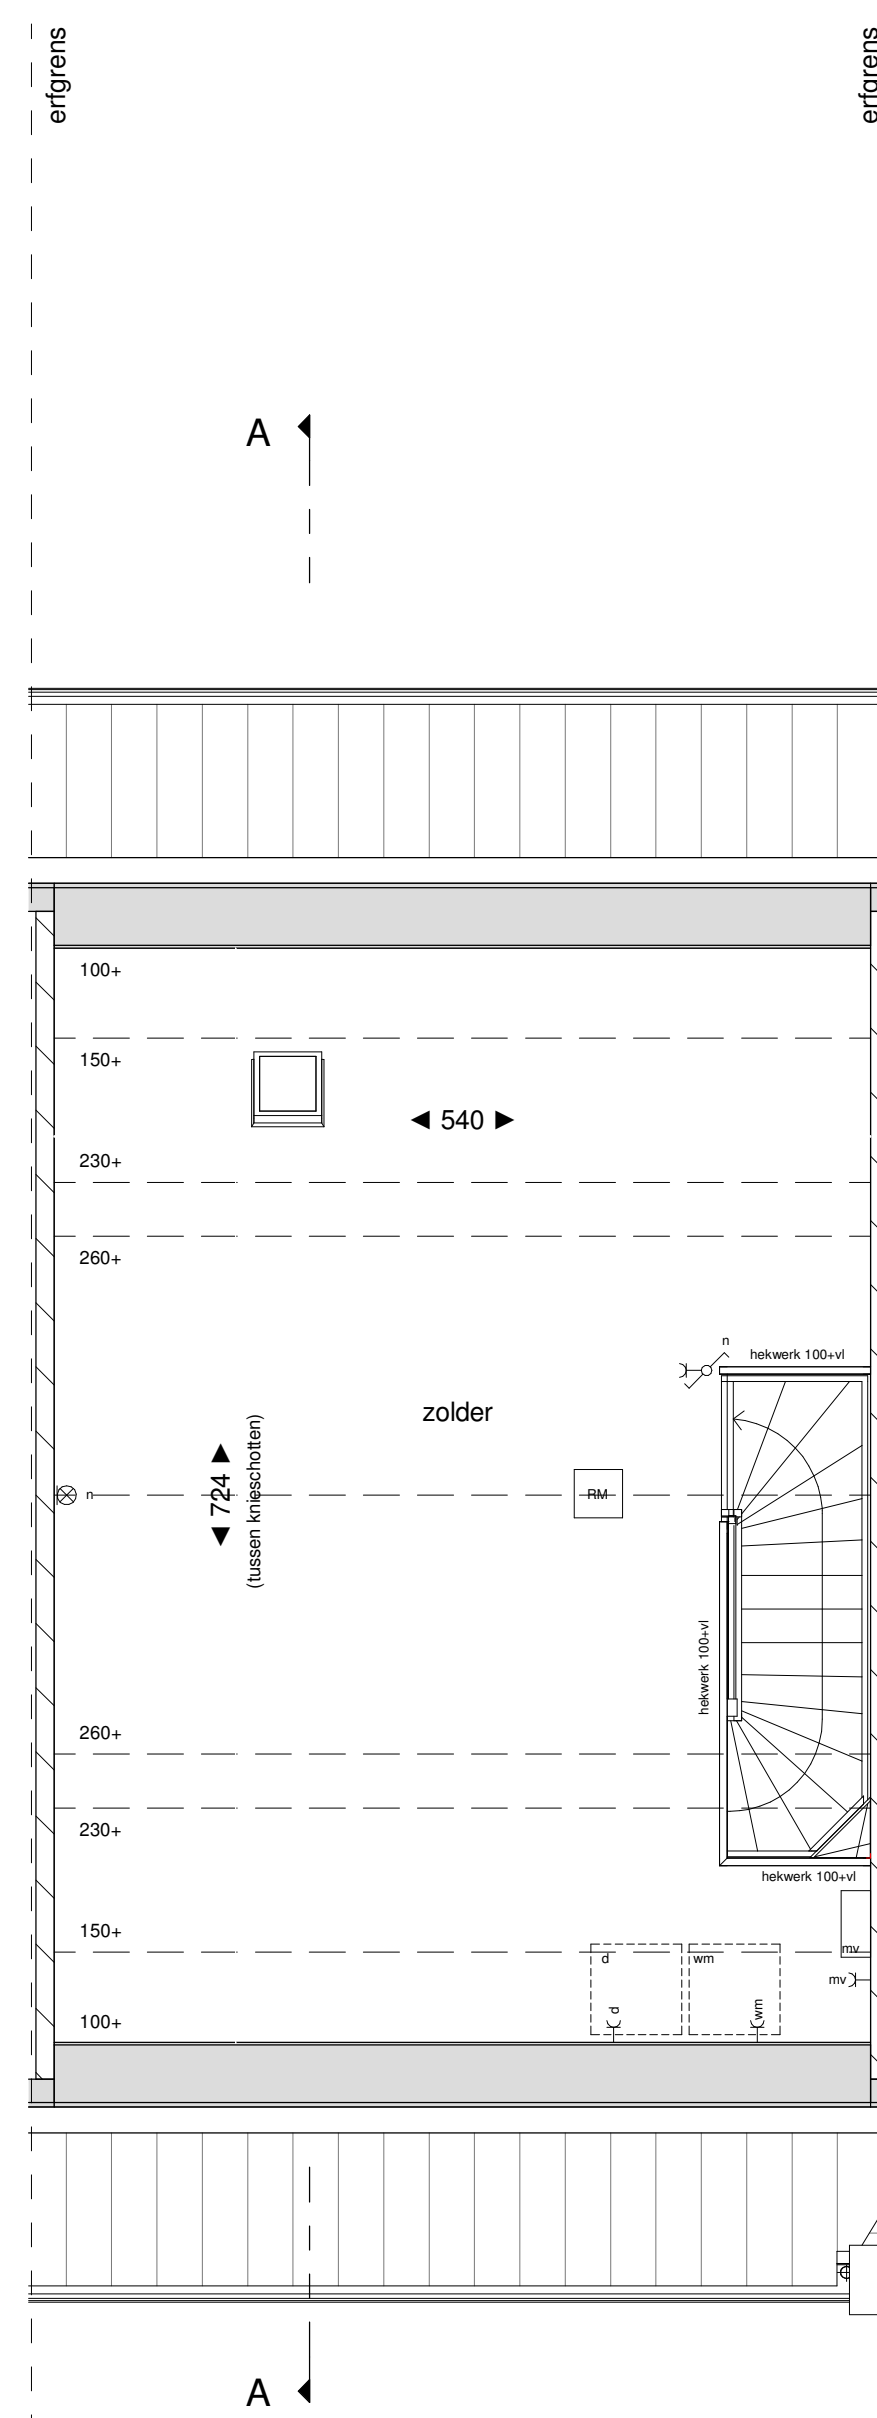 erfgrens
erfgrens
A
100+
150+
540
230+
260+
n
hekwerk 100+vl
zolder
724
(tussen knieschotten)
n
RM
hekwerk 100+vl
260+
230+
hekwerk 100+vl
150+
mv
d
wm
mv
d
wm
100+
A